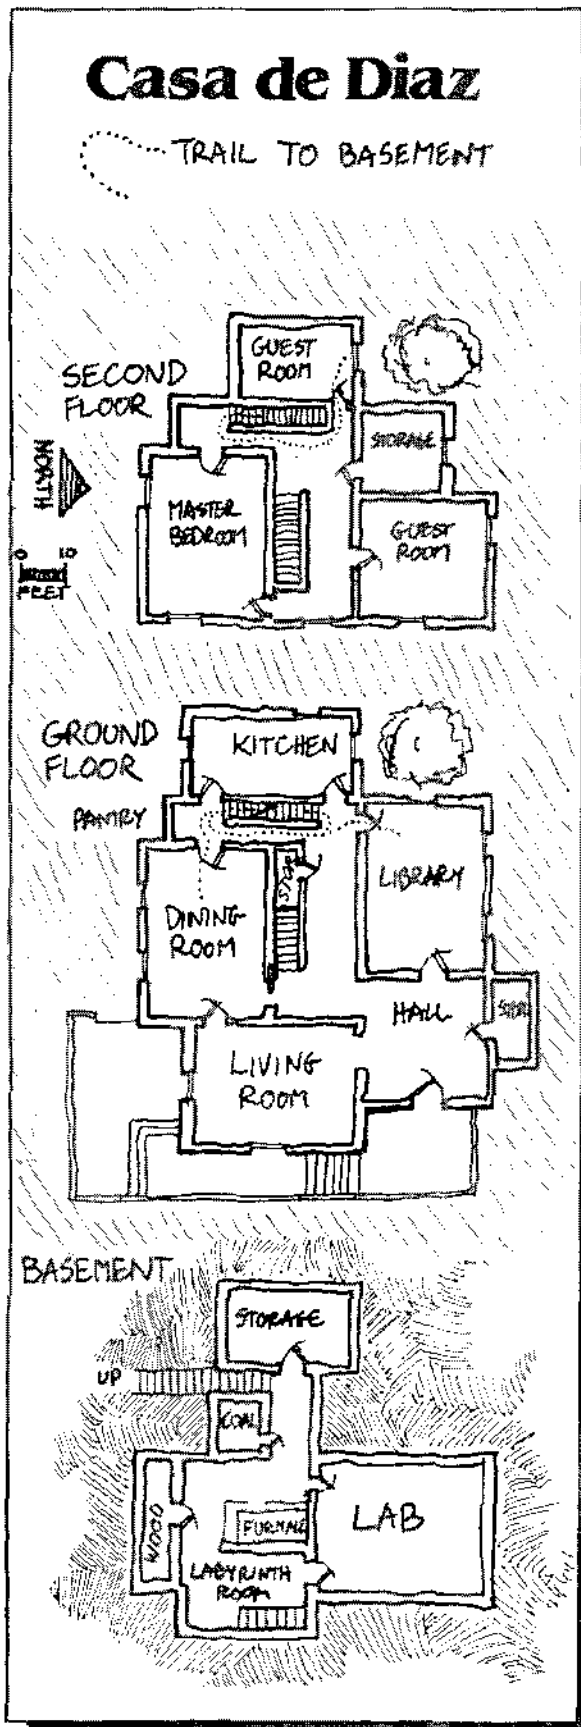 Casa de Diaz
TRAIL TO BASEMENT
SECOND
FLOOR
GUEST
ROOM
STORAGE
NORTH
MASTER
BEDROOM
GUEST
ROOM
0 10
FEET
GROUND
FLOOR
KITCHEN
PANTRY
STOR
LIBRARY
DINING
ROOM
HALL
STOR
LIVING
ROOM
BASEMENT
STORAGE
UP
COAL
WOOD
FURNACE
LAB
LABYRINTH
ROOM